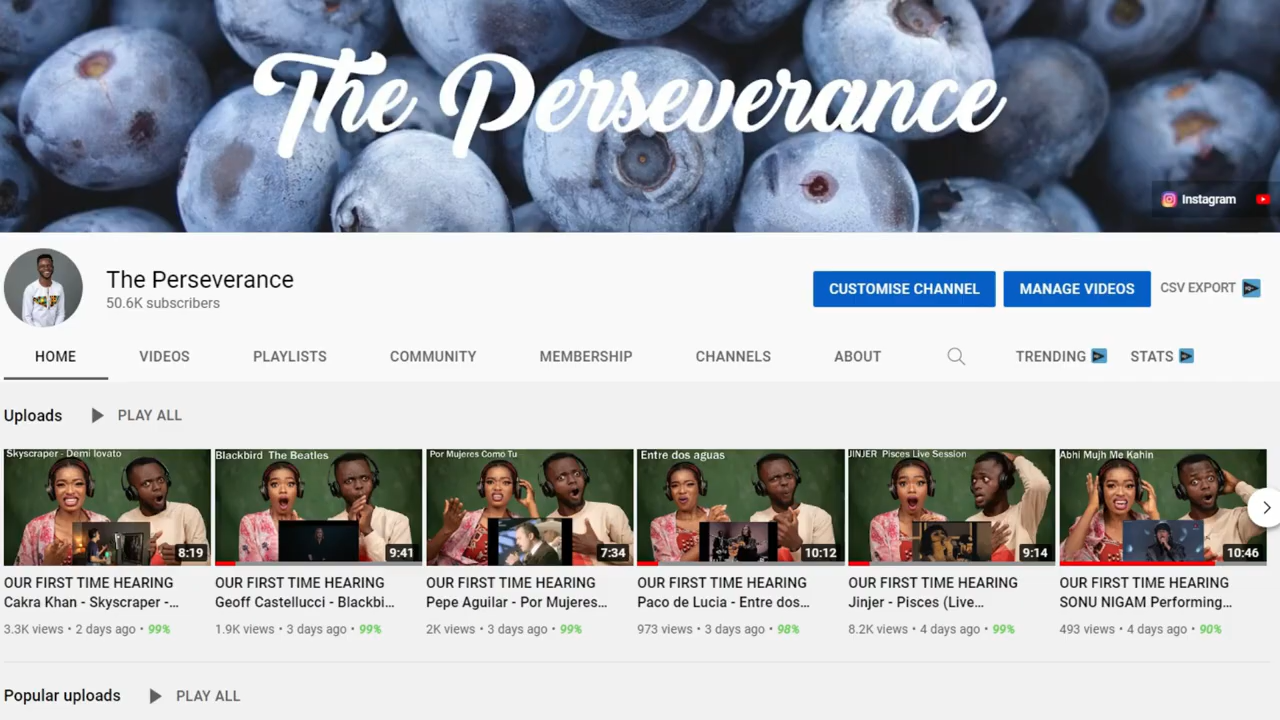 The Perseverance
Instagram
The Perseverance
50.6K subscribers
CUSTOMISE CHANNEL
MANAGE VIDEOS
CSV EXPORT
HOME
VIDEOS
PLAYLISTS
COMMUNITY
MEMBERSHIP
CHANNELS
ABOUT
TRENDING
STATS
Uploads
PLAY ALL
Skyscraper - Demi lovato
8:19
OUR FIRST TIME HEARING
Cakra Khan - Skyscraper -...
3.3K views • 2 days ago • 99%
Blackbird The Beatles
9:41
OUR FIRST TIME HEARING
Geoff Castellucci - Blackbi...
1.9K views • 3 days ago • 99%
Por Mujeres Como Tu
7:34
OUR FIRST TIME HEARING
Pepe Aguilar - Por Mujeres...
2K views • 3 days ago • 99%
Entre dos aguas
10:12
OUR FIRST TIME HEARING
Paco de Lucia - Entre dos...
973 views • 3 days ago • 98%
JINJER Pisces Live Session
9:14
OUR FIRST TIME HEARING
Jinjer - Pisces (Live...
8.2K views • 4 days ago • 99%
Abhi Mujh Me Kahin
10:46
OUR FIRST TIME HEARING
SONU NIGAM Performing...
493 views • 4 days ago • 90%
Popular uploads
PLAY ALL